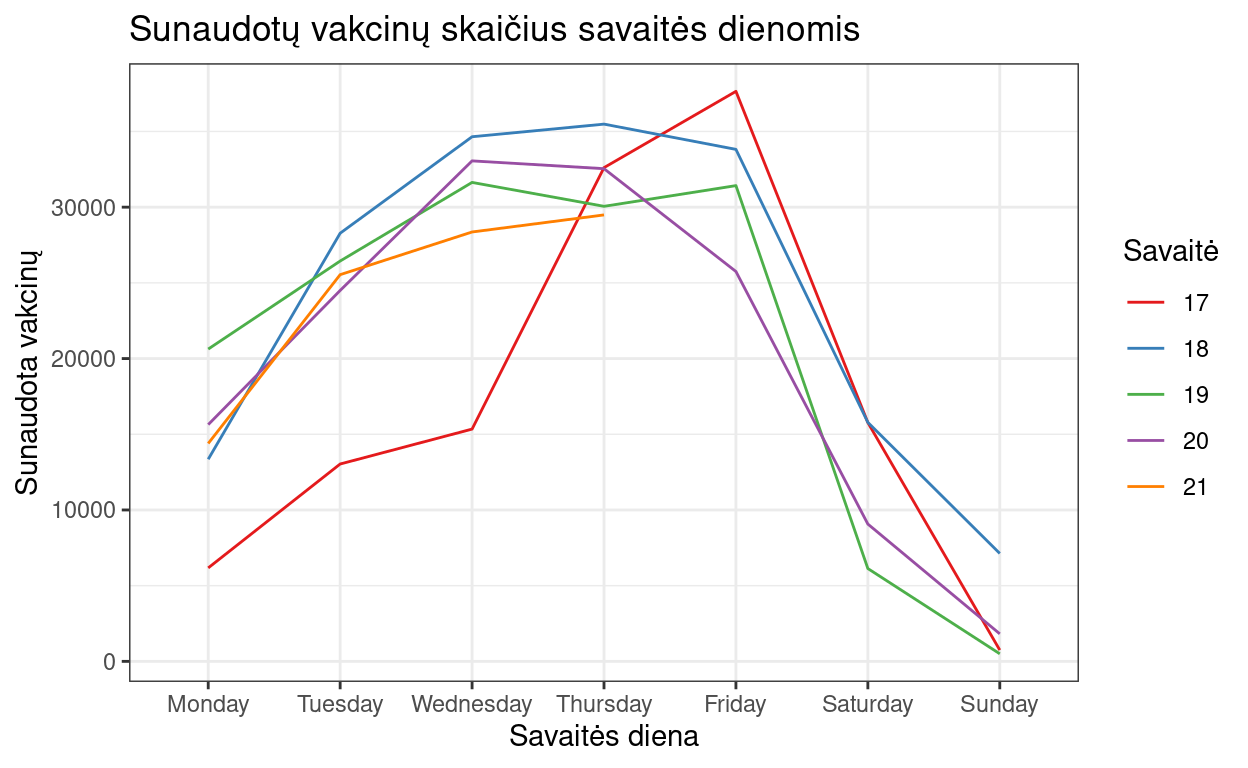 Sunaudotų vakcinų skaičius savaitės dienomis
Sunaudota vakcinų
30000
20000
10000
0
Monday Tuesday Wednesday Thursday Friday Saturday Sunday
Savaitės diena
Savaitė
17
18
19
20
21